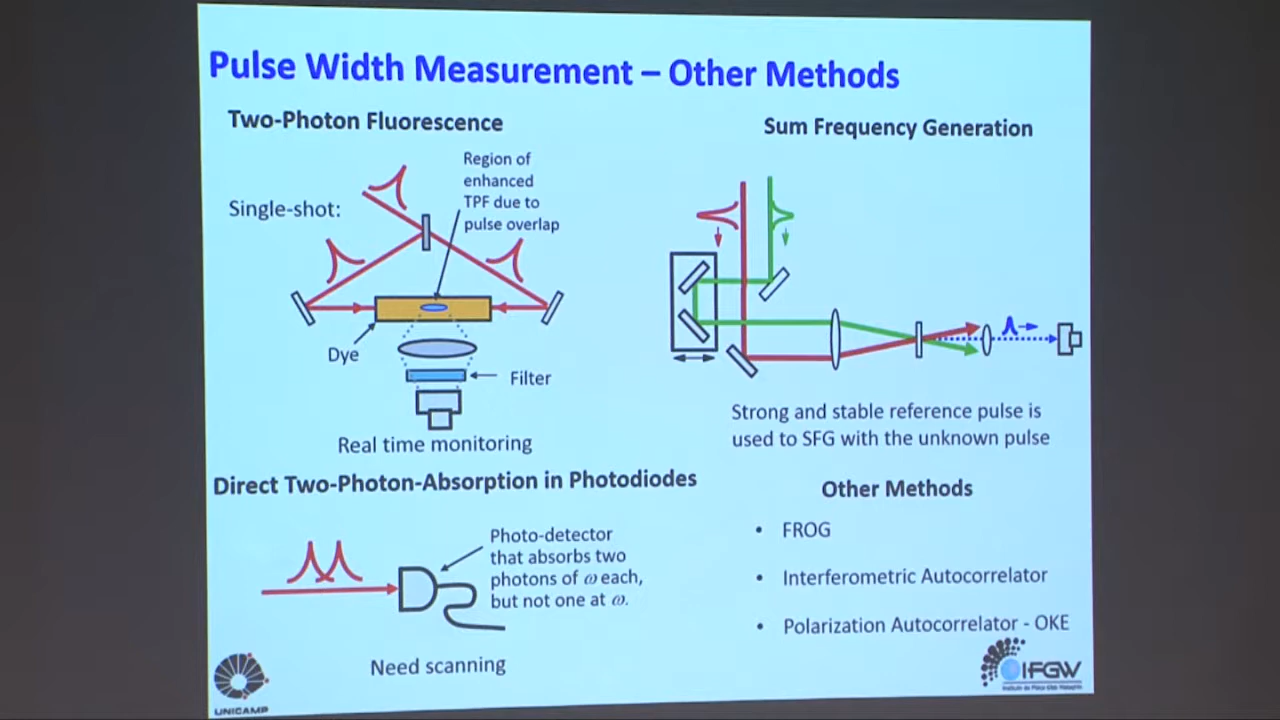 Pulse Width Measurement – Other Methods
Two-Photon Fluorescence
Single-shot:
Region of
enhanced
TPF due to
pulse overlap
Dye
Filter
Real time monitoring
Sum Frequency Generation
Strong and stable reference pulse is
used to SFG with the unknown pulse
Direct Two-Photon-Absorption in Photodiodes
Photo-detector
that absorbs two
photons of ω each,
but not one at ω.
Need scanning
Other Methods
• FROG
• Interferometric Autocorrelator
• Polarization Autocorrelator - OKE
UNICAMP
IFGW